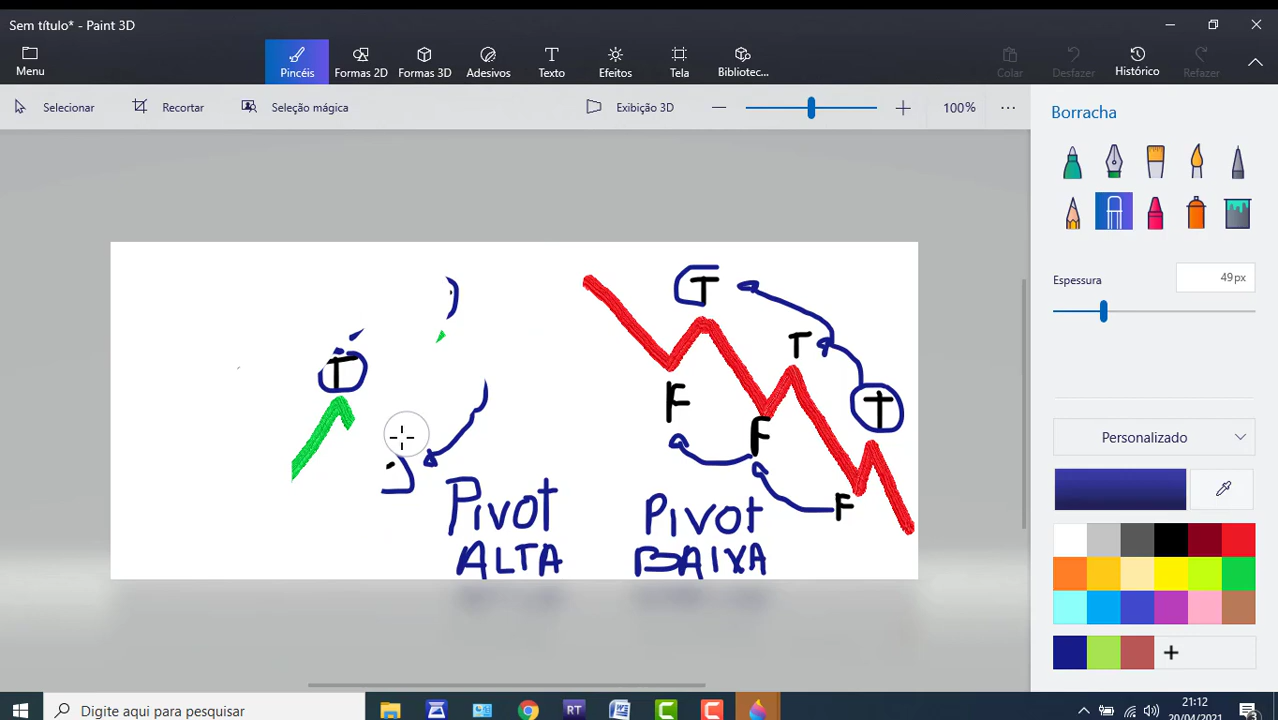 Sem título* - Paint 3D
Menu
Pincéis
Formas 2D
Formas 3D
Adesivos
Texto
Efeitos
Tela
Bibliotec...
Colar
Desfazer
Histórico
Refazer
Selecionar
Recortar
Seleção mágica
Exibição 3D
100%
Borracha
Espessura
49px
Personalizado
T
T
T
T
F
F
F
Pivot
ALTA
Pivot
BAIXA
Digite aqui para pesquisar
RT
21:12
20/04/2021
3